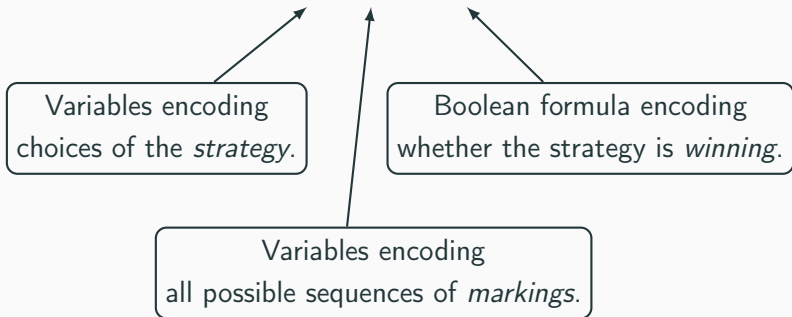 Variables encoding
choices of the strategy.
Boolean formula encoding
whether the strategy is winning.
Variables encoding
all possible sequences of markings.